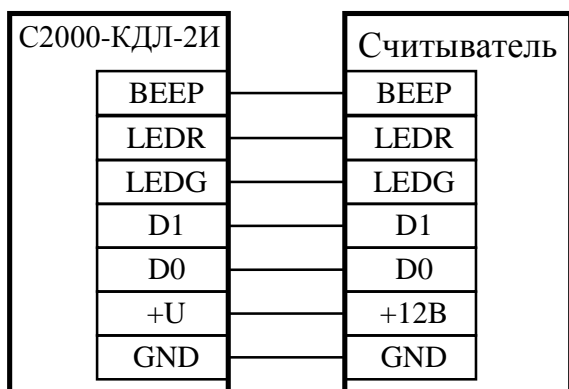 С2000-КДЛ-2И
Считыватель
BEEP BEEP
LEDR LEDR
LEDG LEDG
D1 D1
D0 D0
+U +12В
GND GND